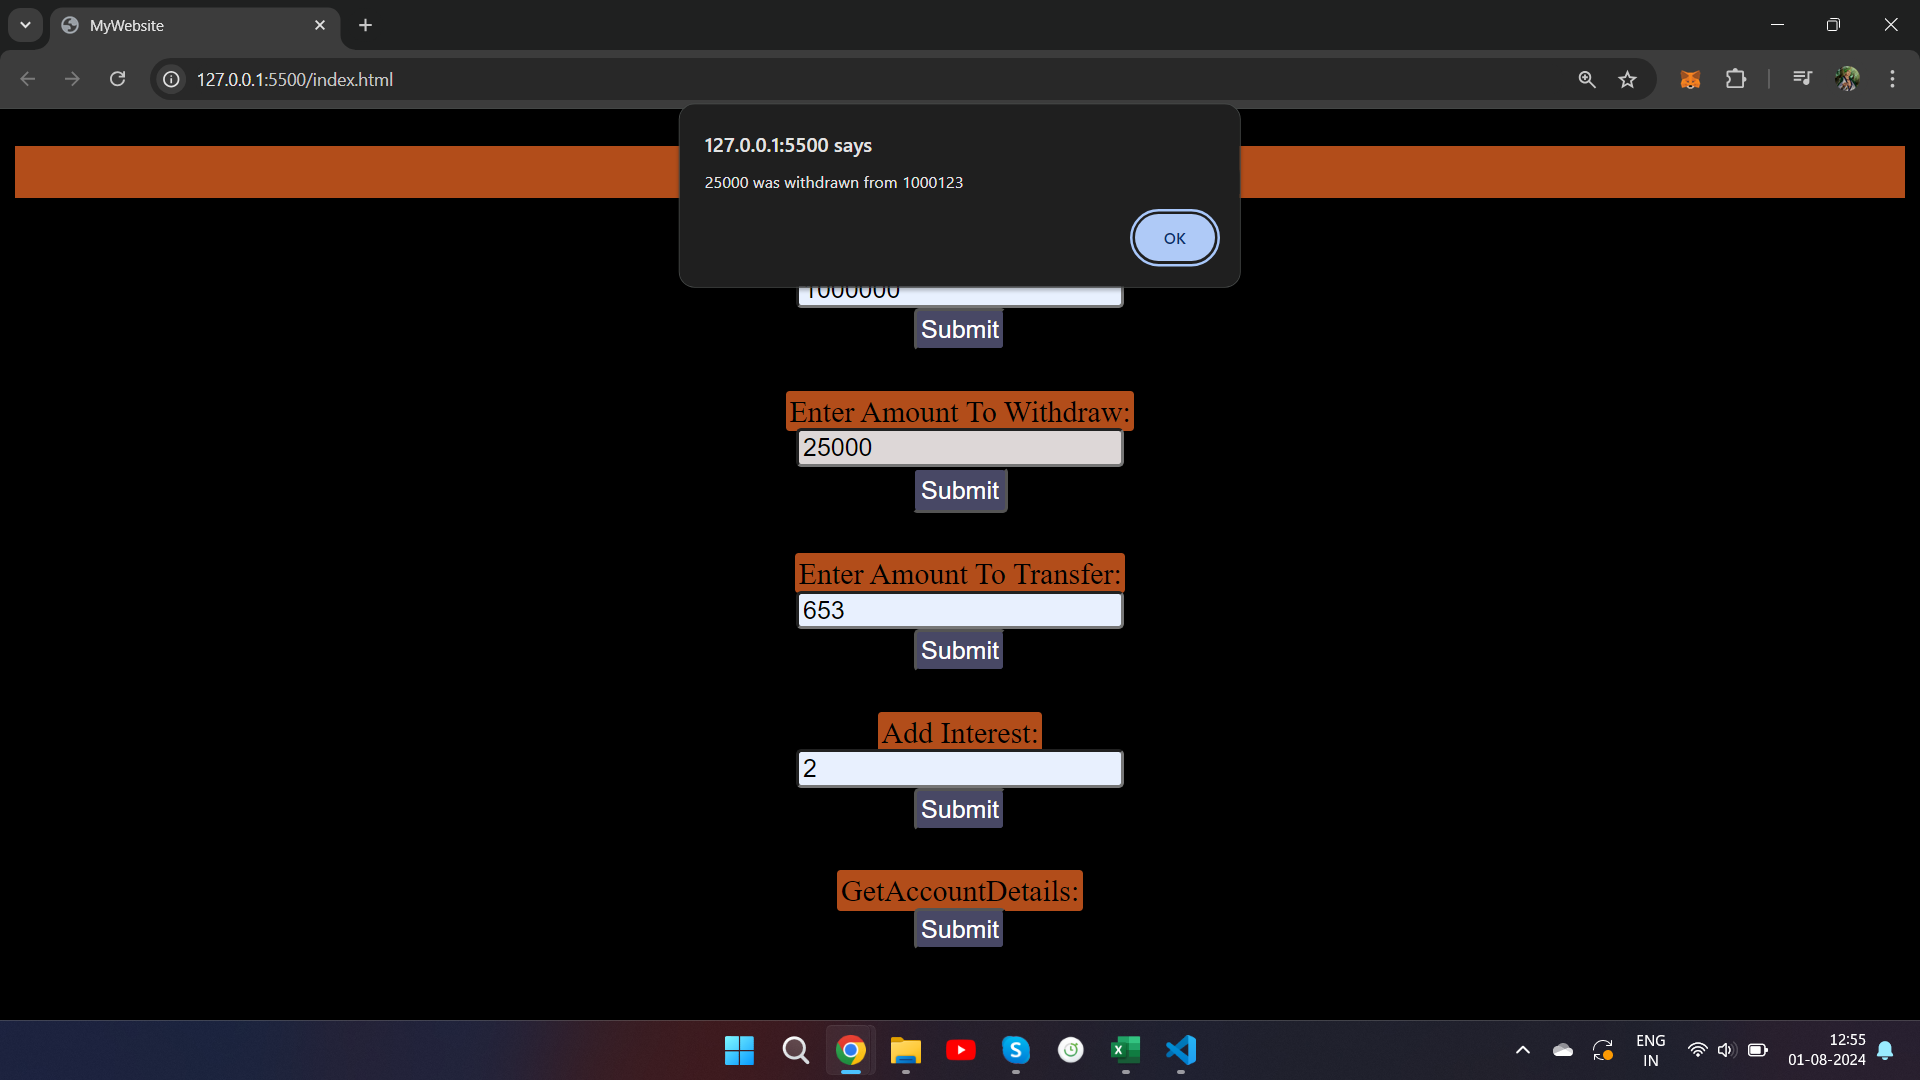 MyWebsite
127.0.0.1:5500/index.html
127.0.0.1:5500 says
25000 was withdrawn from 1000123
OK
1000000
Submit
Enter Amount To Withdraw:
25000
Submit
Enter Amount To Transfer:
653
Submit
Add Interest:
2
Submit
GetAccountDetails:
Submit
ENG
IN
12:55
01-08-2024